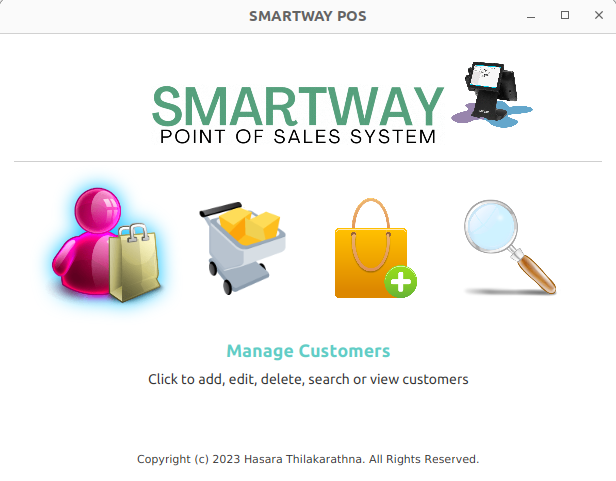 SMARTWAY POS
SMARTWAY
POINT OF SALES SYSTEM
Manage Customers
Click to add, edit, delete, search or view customers
Copyright (c) 2023 Hasara Thilakarathna. All Rights Reserved.